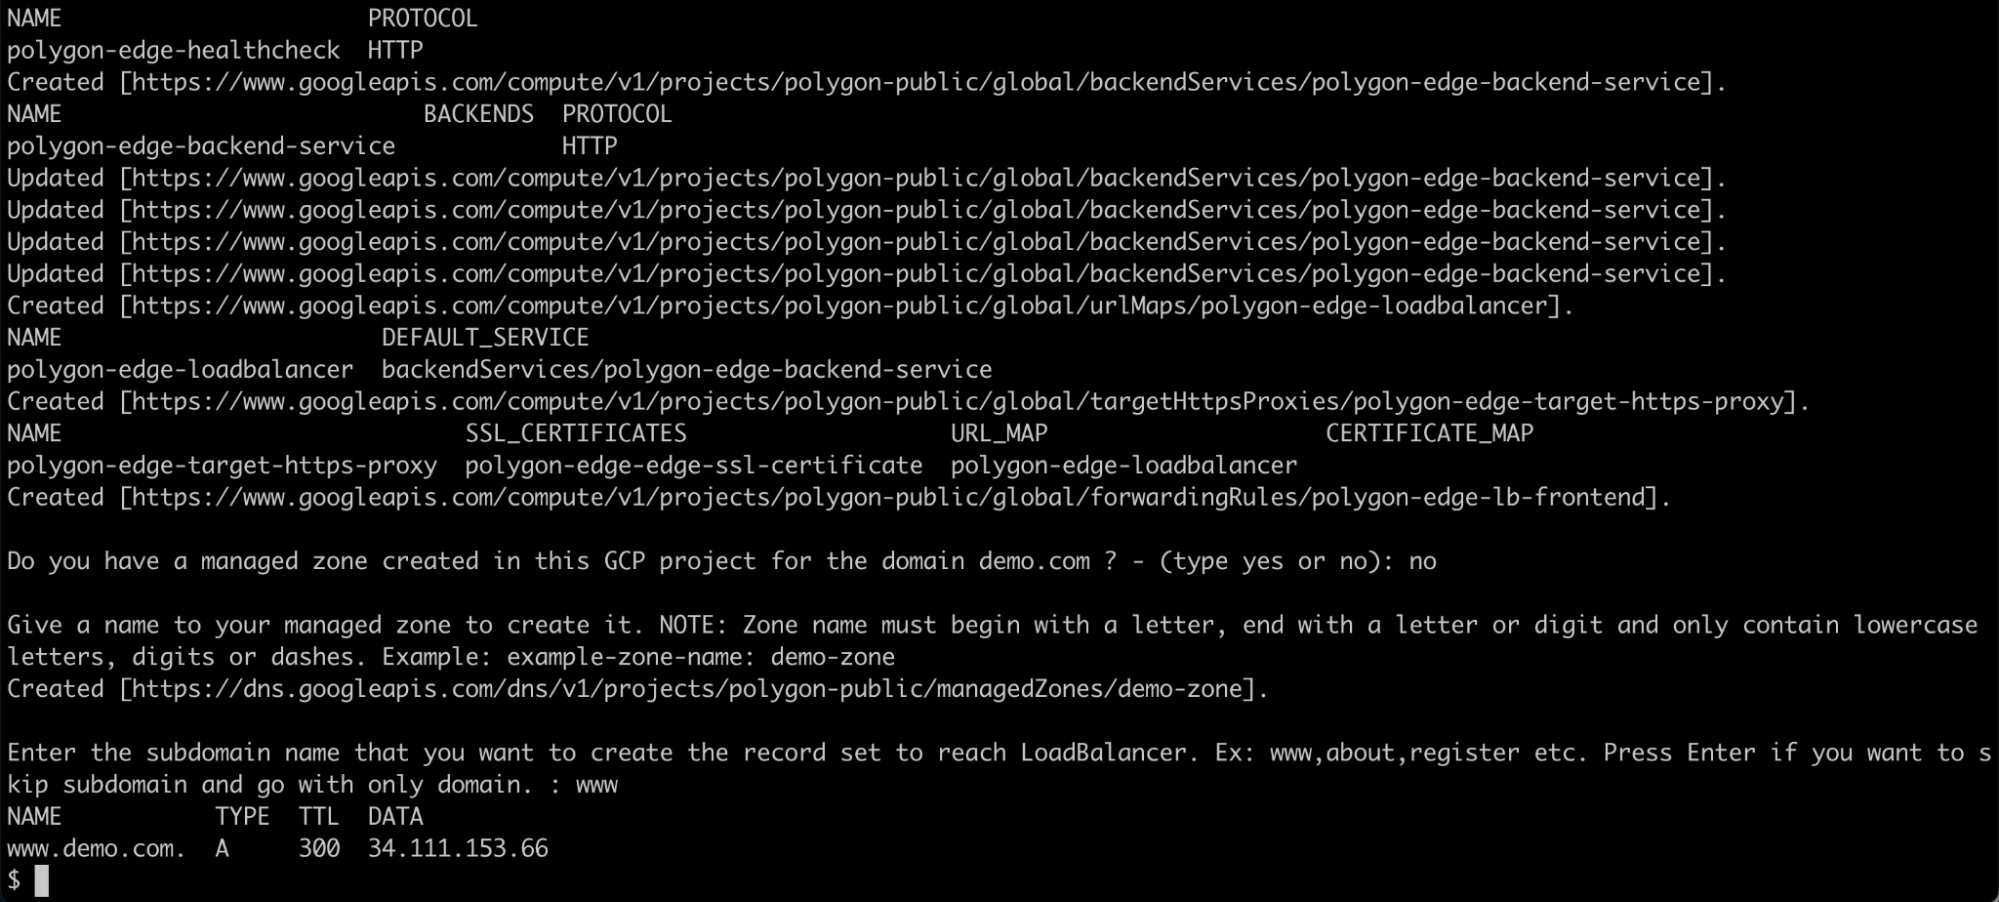 NAME                      PROTOCOL
polygon-edge-healthcheck  HTTP
Created [https://www.googleapis.com/compute/v1/projects/polygon-public/global/backendServices/polygon-edge-backend-service].
NAME                          BACKENDS  PROTOCOL
polygon-edge-backend-service            HTTP
Updated [https://www.googleapis.com/compute/v1/projects/polygon-public/global/backendServices/polygon-edge-backend-service].
Updated [https://www.googleapis.com/compute/v1/projects/polygon-public/global/backendServices/polygon-edge-backend-service].
Updated [https://www.googleapis.com/compute/v1/projects/polygon-public/global/backendServices/polygon-edge-backend-service].
Updated [https://www.googleapis.com/compute/v1/projects/polygon-public/global/backendServices/polygon-edge-backend-service].
Created [https://www.googleapis.com/compute/v1/projects/polygon-public/global/urlMaps/polygon-edge-loadbalancer].
NAME                       DEFAULT_SERVICE
polygon-edge-loadbalancer  backendServices/polygon-edge-backend-service
Created [https://www.googleapis.com/compute/v1/projects/polygon-public/global/targetHttpsProxies/polygon-edge-target-https-proxy].
NAME                             SSL_CERTIFICATES                   URL_MAP                    CERTIFICATE_MAP
polygon-edge-target-https-proxy  polygon-edge-edge-ssl-certificate  polygon-edge-loadbalancer
Created [https://www.googleapis.com/compute/v1/projects/polygon-public/global/forwardingRules/polygon-edge-lb-frontend].

Do you have a managed zone created in this GCP project for the domain demo.com ? - (type yes or no): no

Give a name to your managed zone to create it. NOTE: Zone name must begin with a letter, end with a letter or digit and only contain lowercase
letters, digits or dashes. Example: example-zone-name: demo-zone
Created [https://dns.googleapis.com/dns/v1/projects/polygon-public/managedZones/demo-zone].

Enter the subdomain name that you want to create the record set to reach LoadBalancer. Ex: www,about,register etc. Press Enter if you want to s
kip subdomain and go with only domain. : www
NAME           TYPE  TTL  DATA
www.demo.com.  A     300  34.111.153.66
$